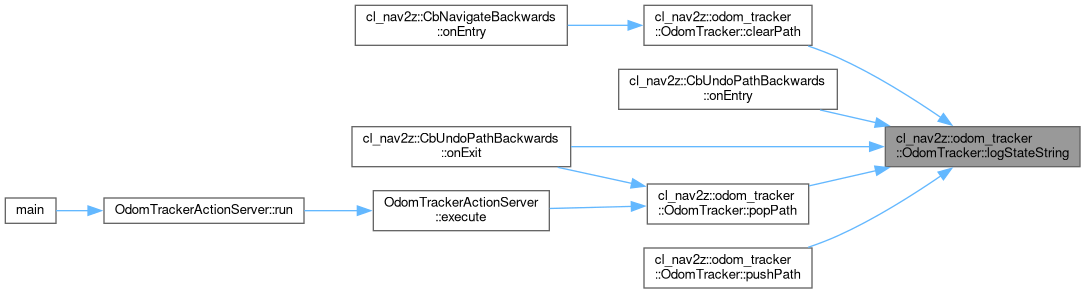 cl_nav2z::CbNavigateBackwards
::onEntry
cl_nav2z::odom_tracker
::OdomTracker::clearPath
cl_nav2z::CbUndoPathBackwards
::onEntry
cl_nav2z::CbUndoPathBackwards
::onExit
cl_nav2z::odom_tracker
::OdomTracker::logStateString
main
OdomTrackerActionServer::run
OdomTrackerActionServer
::execute
cl_nav2z::odom_tracker
::OdomTracker::popPath
cl_nav2z::odom_tracker
::OdomTracker::pushPath